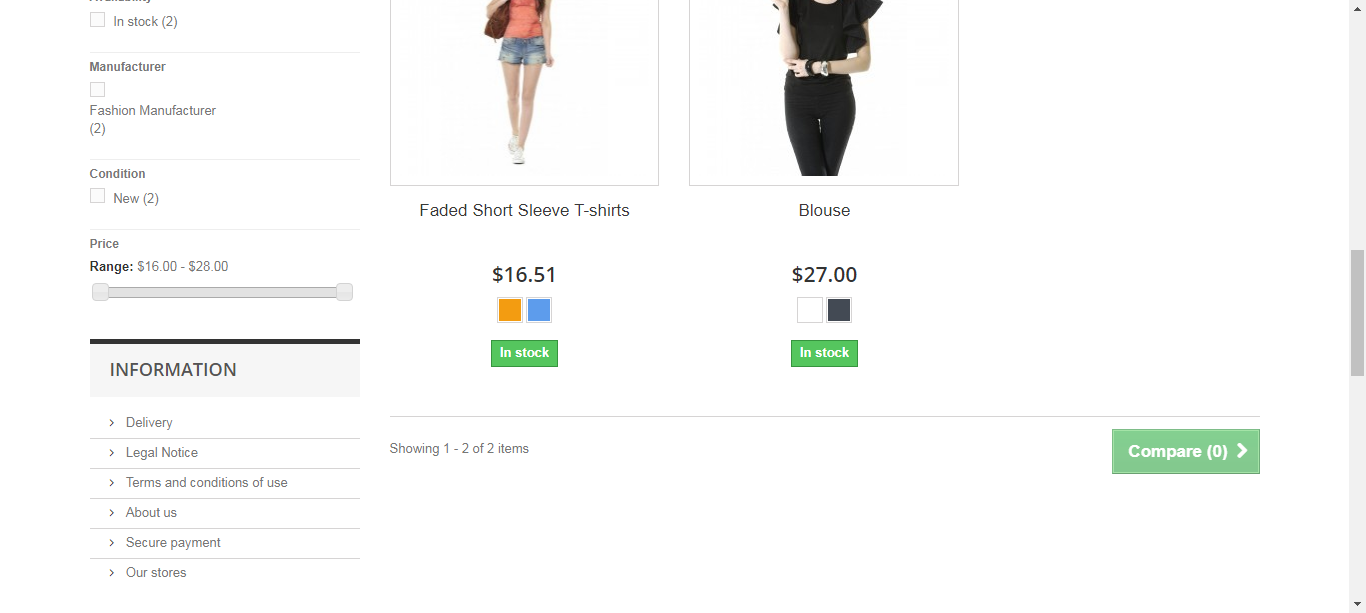 In stock (2)
Manufacturer
Fashion Manufacturer
(2)
Condition
New (2)
Price
Range: $16.00 - $28.00
INFORMATION
Delivery
Legal Notice
Terms and conditions of use
About us
Secure payment
Our stores
Faded Short Sleeve T-shirts
$16.51
In stock
Blouse
$27.00
In stock
Showing 1 - 2 of 2 items
Compare (0)